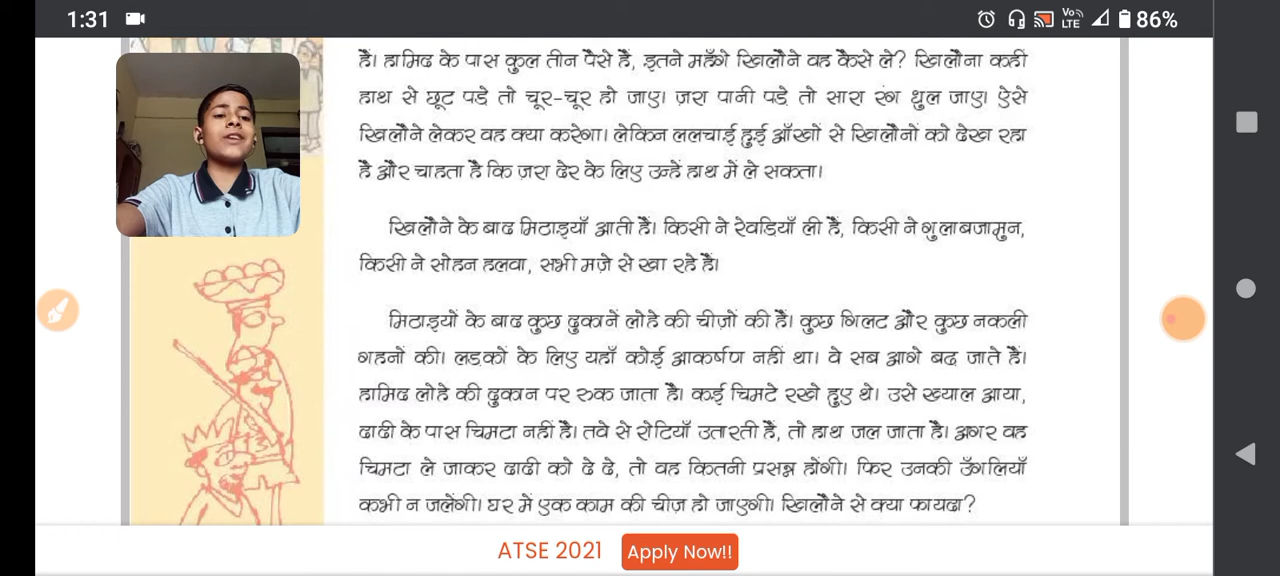 1:31
Vo LTE
86%
हैं। हामिद के पास कुल तीन पैसे हैं, इतने महँगे खिलौने वह कैसे ले? खिलौना कहीं
हाथ से छूट पड़े तो चूर-चूर हो जाए। ज़रा पानी पड़े तो सारा रंग धुल जाए। ऐसे
खिलौने लेकर वह क्या करेगा। लेकिन ललचाई हुई आँखों से खिलौनों को देख रहा
है और चाहता है कि ज़रा देर के लिए उन्हें हाथ में ले सकता।
खिलौने के बाद मिठाइयाँ आती हैं। किसी ने रेवड़ियाँ ली हैं, किसी ने गुलाबजामुन,
किसी ने सोहन हलवा, सभी मज़े से खा रहे हैं।
मिठाइयों के बाद कुछ दुकानें लोहे की चीज़ों की हैं। कुछ गिलट और कुछ नकली
गहनों की। लड़कों के लिए यहाँ कोई आकर्षण नहीं था। वे सब आगे बढ़ जाते हैं।
हामिद लोहे की दुकान पर रुक जाता है। कई चिमटे रखे हुए थे। उसे ख्याल आया,
दादी के पास चिमटा नहीं है। तवे से रोटियाँ उतारती हैं, तो हाथ जल जाता है। अगर वह
चिमटा ले जाकर दादी को दे दे, तो वह कितनी प्रसन्न होंगी। फिर उनकी उँगलियाँ
कभी न जलेंगी। घर में एक काम की चीज़ हो जाएगी। खिलौने से क्या फायदा?
ATSE 2021 Apply Now!!